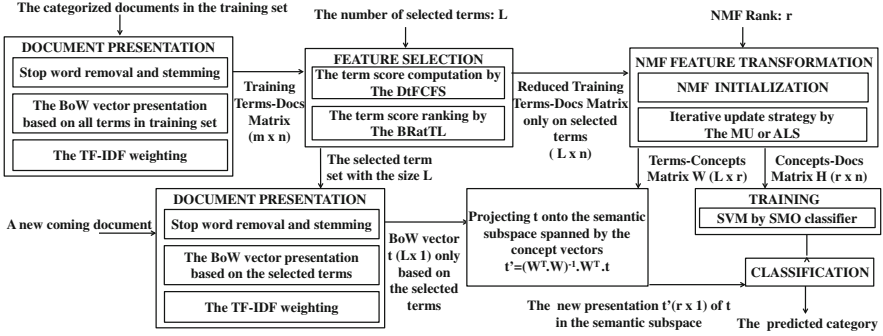 The categorized documents in the training set
The number of selected terms: L
NMF Rank: r
DOCUMENT PRESENTATION
Stop word removal and stemming
The BoW vector presentation
based on all terms in training set
The TF-IDF weighting
Training
Terms-Docs
Matrix
(m x n)
FEATURE SELECTION
The term score computation by
The DtFCFS
The term score ranking by
The BRatTL
Reduced Training
Terms-Docs Matrix
only on selected
terms
( L x n)
NMF FEATURE TRANSFORMATION
NMF INITIALIZATION
Iterative update strategy by
The MU or ALS
The selected term
set with the size L
Terms-Concepts
Matrix W (L x r)
Concepts-Docs
Matrix H (r x n)
A new coming document
DOCUMENT PRESENTATION
Stop word removal and stemming
The BoW vector presentation
based on the selected terms
The TF-IDF weighting
BoW vector
t (Lx 1) only
based on
the selected
terms
Projecting t onto the semantic
subspace spanned by the
concept vectors
t'=(Wᵀ.W)⁻¹.Wᵀ.t
TRAINING
SVM by SMO classifier
CLASSIFICATION
The new presentation t'(r x 1) of t
in the semantic subspace
The predicted category